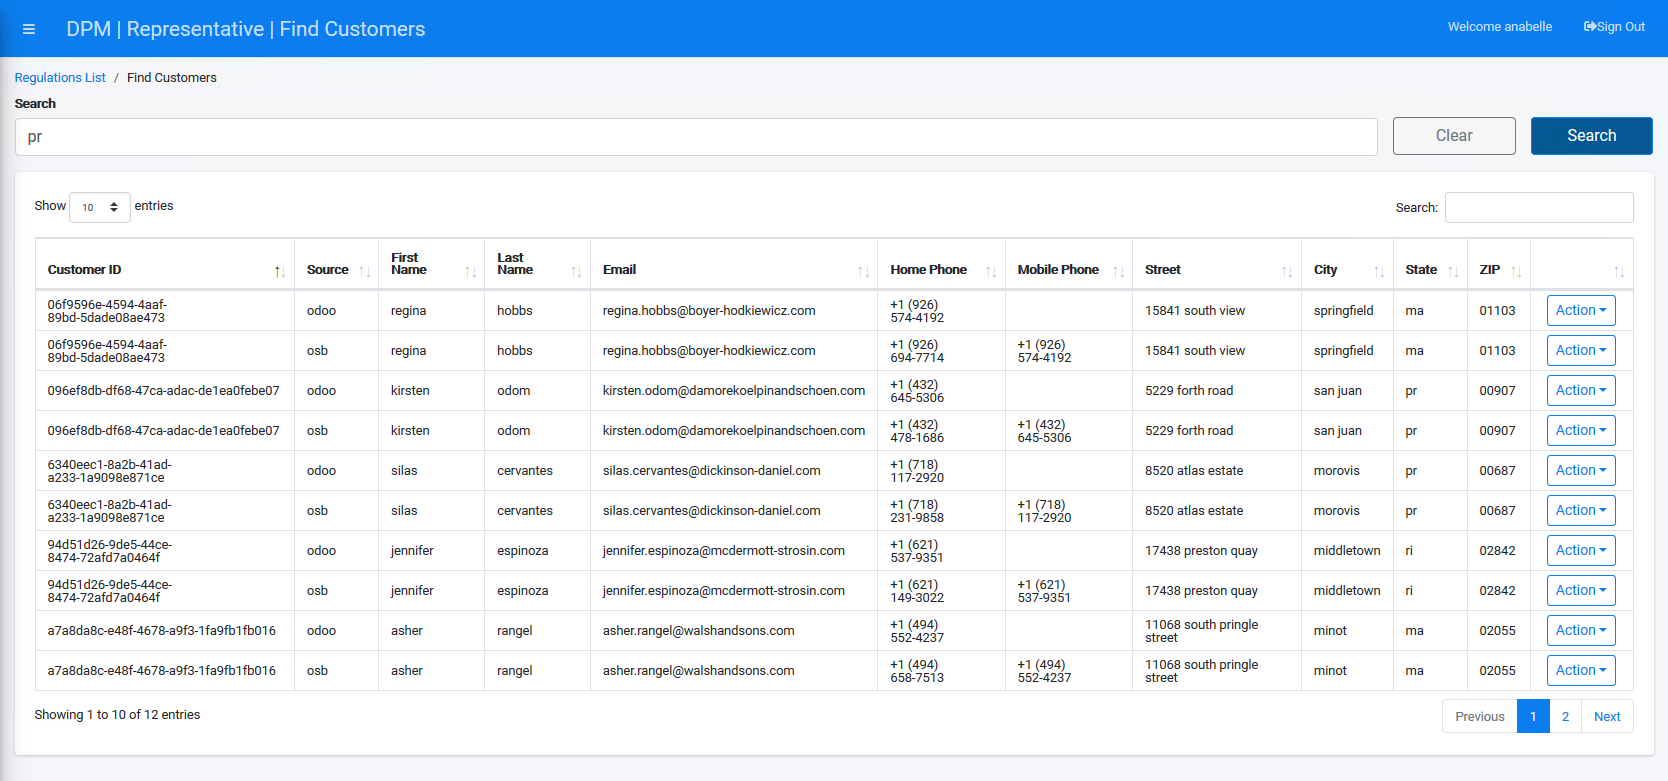 DPM | Representative | Find Customers
Welcome anabelle
Sign Out
Regulations List / Find Customers
Search
pr
Clear
Search
Show 10 entries
Search:
Customer ID Source First Name Last Name Email Home Phone Mobile Phone Street City State ZIP
06f9596e-4594-4aaf-89bd-5dade08ae473 odoo regina hobbs regina.hobbs@boyer-hodkiewicz.com +1 (926) 574-4192 15841 south view springfield ma 01103 Action
06f9596e-4594-4aaf-89bd-5dade08ae473 osb regina hobbs regina.hobbs@boyer-hodkiewicz.com +1 (926) 694-7714 +1 (926) 574-4192 15841 south view springfield ma 01103 Action
096ef8db-df68-47ca-adac-de1ea0febe07 odoo kirsten odom kirsten.odom@damorekoelpinandschoen.com +1 (432) 645-5306 5229 forth road san juan pr 00907 Action
096ef8db-df68-47ca-adac-de1ea0febe07 osb kirsten odom kirsten.odom@damorekoelpinandschoen.com +1 (432) 478-1686 +1 (432) 645-5306 5229 forth road san juan pr 00907 Action
6340eec1-8a2b-41ad-a233-1a9098e871ce odoo silas cervantes silas.cervantes@dickinson-daniel.com +1 (718) 117-2920 8520 atlas estate morovis pr 00687 Action
6340eec1-8a2b-41ad-a233-1a9098e871ce osb silas cervantes silas.cervantes@dickinson-daniel.com +1 (718) 231-9858 +1 (718) 117-2920 8520 atlas estate morovis pr 00687 Action
94d51d26-9de5-44ce-8474-72afd7a0464f odoo jennifer espinoza jennifer.espinoza@mcdermott-strosin.com +1 (621) 537-9351 17438 preston quay middletown ri 02842 Action
94d51d26-9de5-44ce-8474-72afd7a0464f osb jennifer espinoza jennifer.espinoza@mcdermott-strosin.com +1 (621) 149-3022 +1 (621) 537-9351 17438 preston quay middletown ri 02842 Action
a7a8da8c-e48f-4678-a9f3-1fa9fb1fb016 odoo asher rangel asher.rangel@walshandsons.com +1 (494) 552-4237 11068 south pringle street minot ma 02055 Action
a7a8da8c-e48f-4678-a9f3-1fa9fb1fb016 osb asher rangel asher.rangel@walshandsons.com +1 (494) 658-7513 +1 (494) 552-4237 11068 south pringle street minot ma 02055 Action
Showing 1 to 10 of 12 entries
Previous 1 2 Next